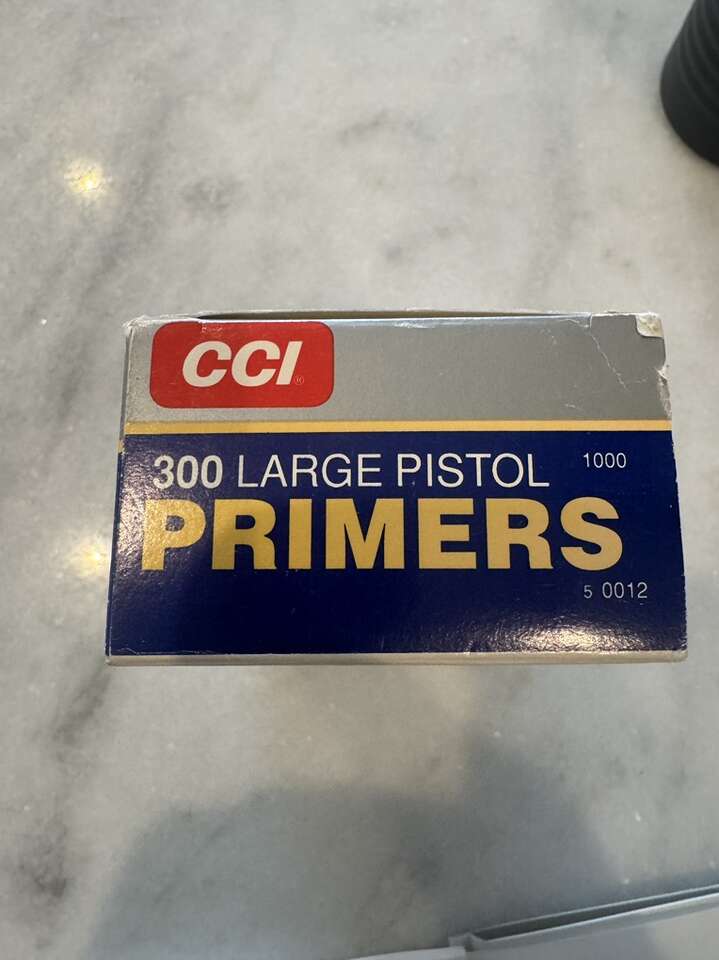 CCI®
300 LARGE PISTOL 1000
PRIMERS
5 0012